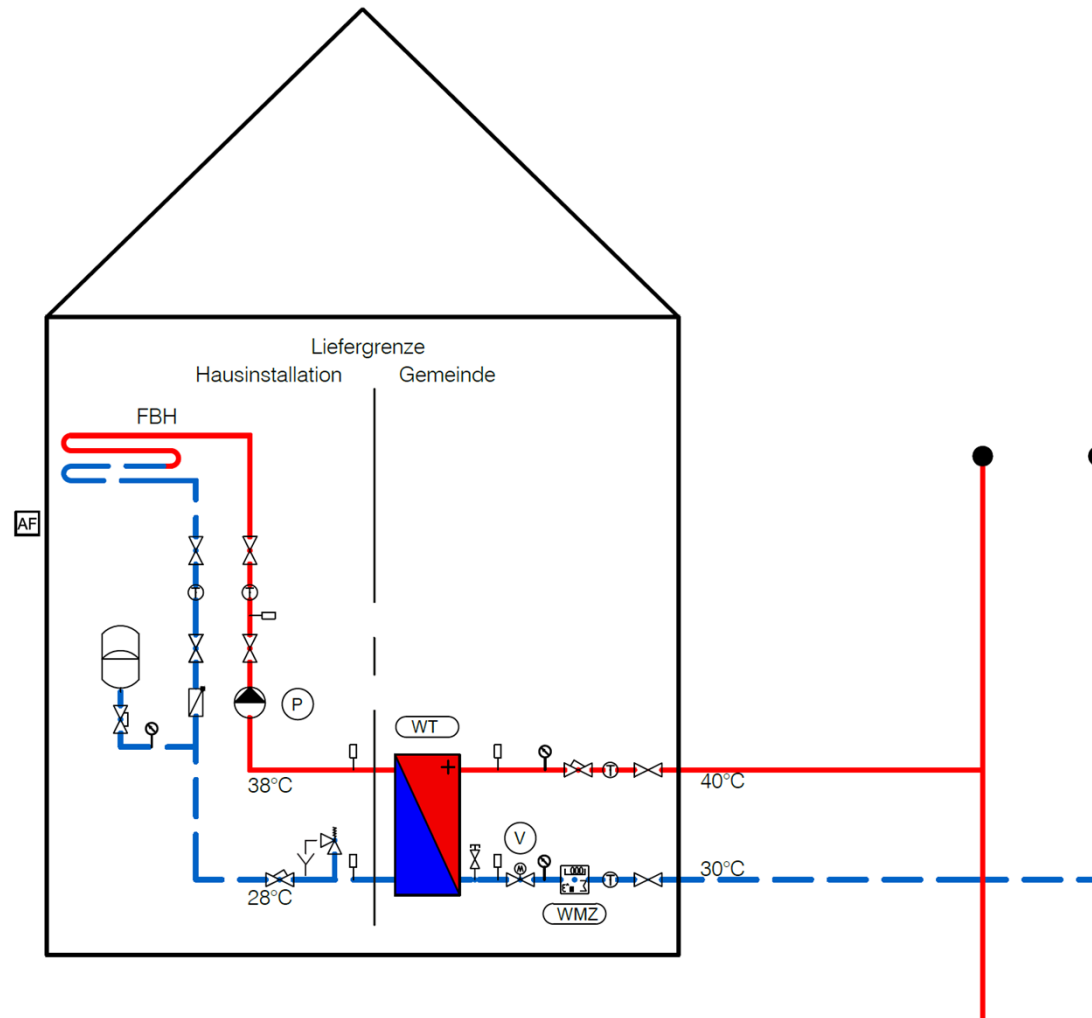 Liefergrenze
Hausinstallation Gemeinde
FBH
AF
T T
P
WT
38°C
T
40°C
V
M
T
30°C
28°C
WMZ